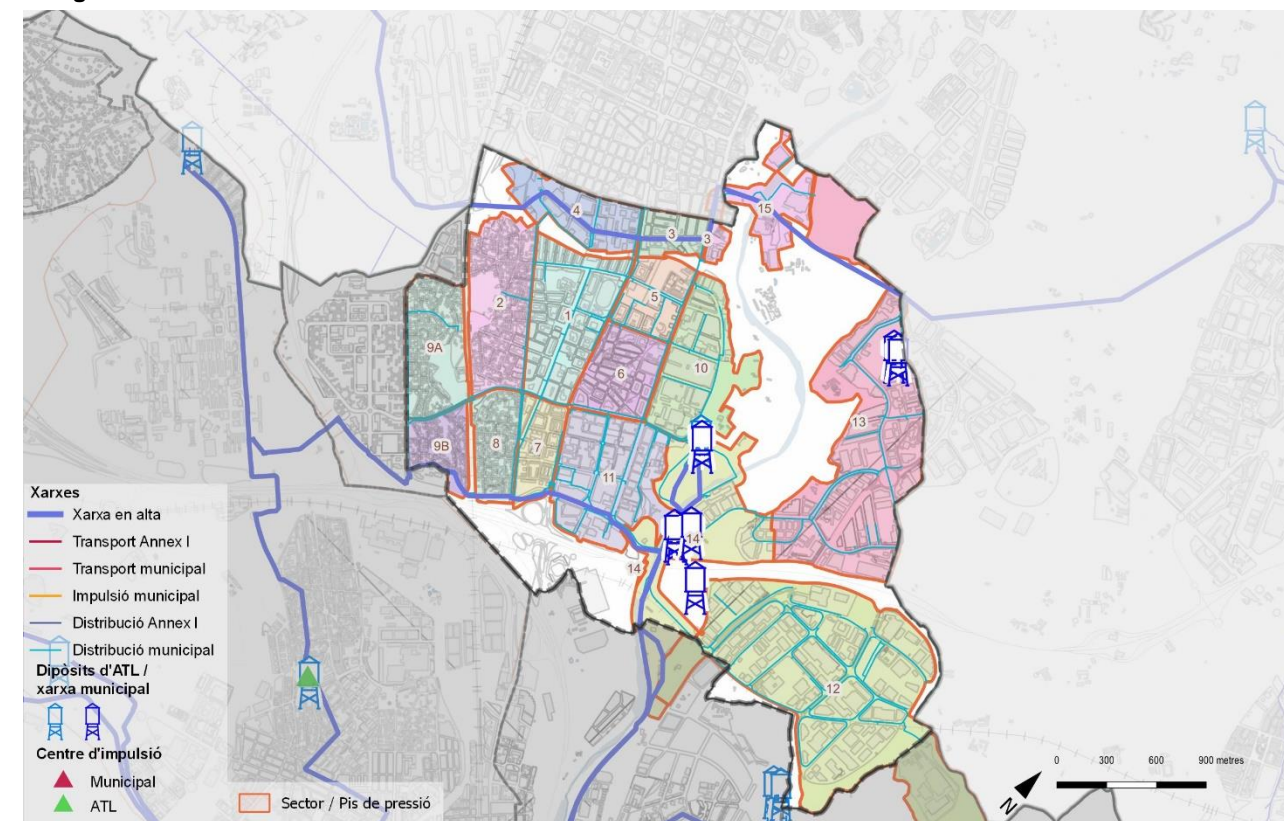 4
3
3
15
2
1
5
9A
6
10
13
9B
8
7
11
14
14
12
Xarxes
Xarxa en alta
Transport Annex I
Transport municipal
Impulsió municipal
Distribució Annex I
Distribució municipal
Dipòsits d'ATL /
xarxa municipal
Centre d'impulsió
Municipal
ATL
Sector / Pis de pressió
0 300 600 900 metres
N